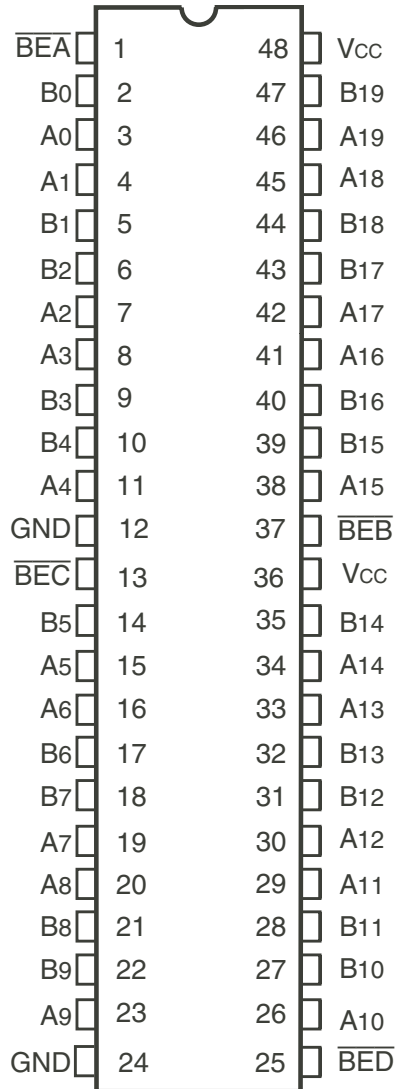 B̅E̅A̅ 1 48 Vcc
B0 2 47 B19
A0 3 46 A19
A1 4 45 A18
B1 5 44 B18
B2 6 43 B17
A2 7 42 A17
A3 8 41 A16
B3 9 40 B16
B4 10 39 B15
A4 11 38 A15
GND 12 37 B̅E̅B̅
B̅E̅C̅ 13 36 Vcc
B5 14 35 B14
A5 15 34 A14
A6 16 33 A13
B6 17 32 B13
B7 18 31 B12
A7 19 30 A12
A8 20 29 A11
B8 21 28 B11
B9 22 27 B10
A9 23 26 A10
GND 24 25 B̅E̅D̅